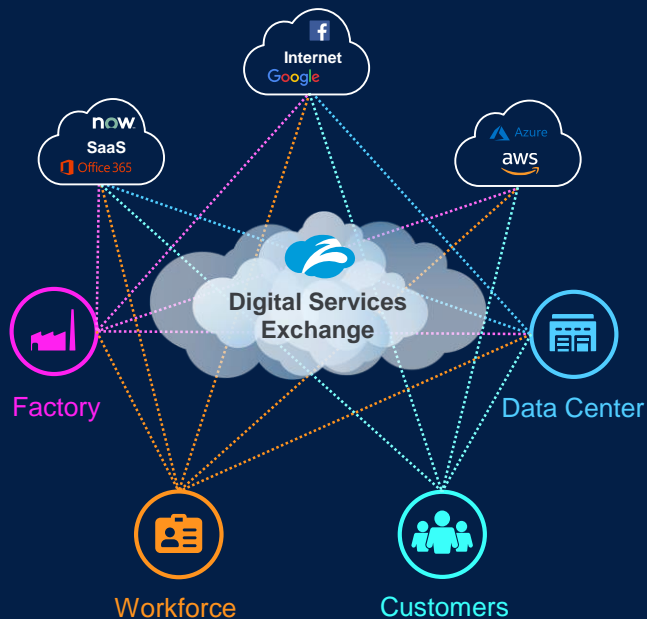 Internet
Google
now
SaaS
Office 365
Azure
aws
Digital Services
Exchange
Factory
Data Center
Workforce
Customers